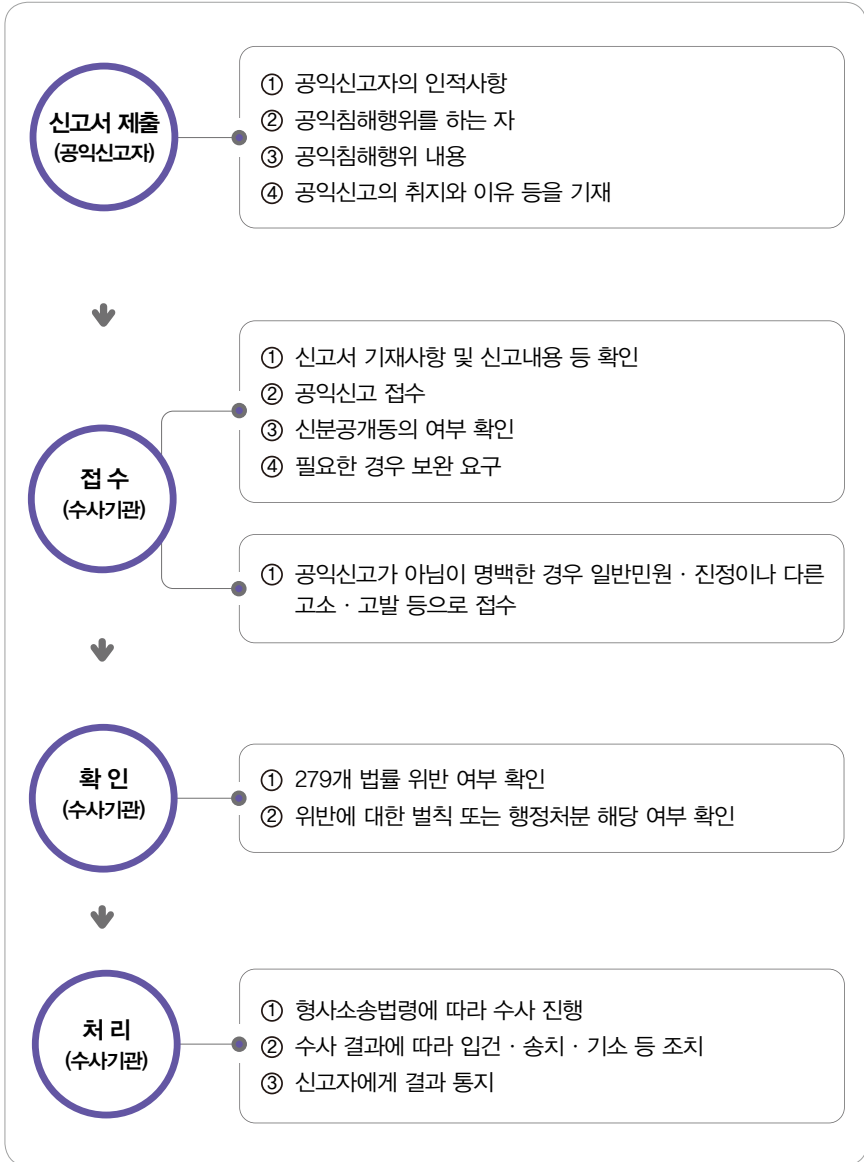 신고서 제출
(공익신고자)
① 공익신고자의 인적사항
② 공익침해행위를 하는 자
③ 공익침해행위 내용
④ 공익신고의 취지와 이유 등을 기재
접 수
(수사기관)
① 신고서 기재사항 및 신고내용 등 확인
② 공익신고 접수
③ 신분공개동의 여부 확인
④ 필요한 경우 보완 요구
① 공익신고가 아님이 명백한 경우 일반민원 · 진정이나 다른
고소 · 고발 등으로 접수
확 인
(수사기관)
① 279개 법률 위반 여부 확인
② 위반에 대한 벌칙 또는 행정처분 해당 여부 확인
처 리
(수사기관)
① 형사소송법령에 따라 수사 진행
② 수사 결과에 따라 입건 · 송치 · 기소 등 조치
③ 신고자에게 결과 통지